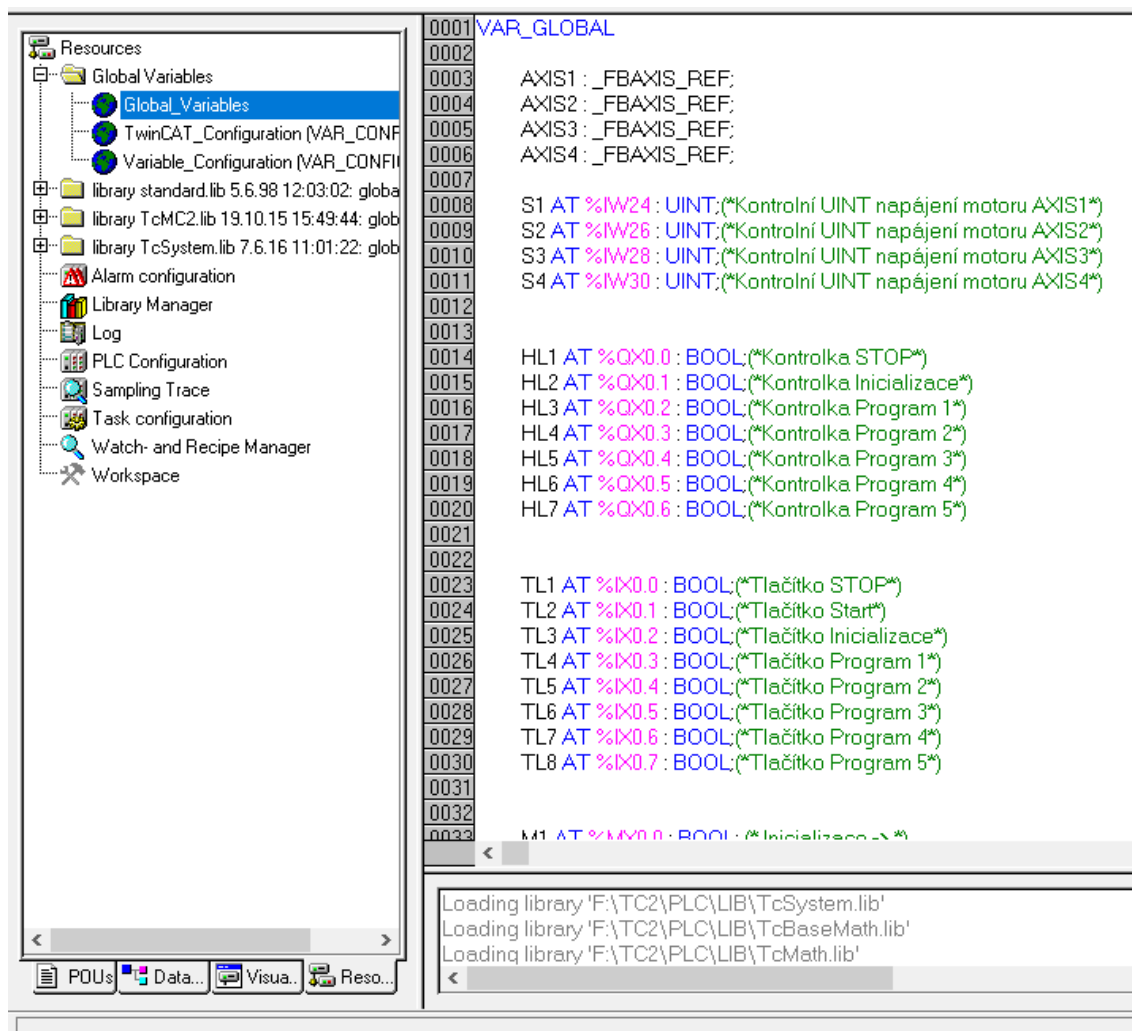 Resources
Global Variables
Global_Variables
TwinCAT_Configuration (VAR_CONF
Variable_Configuration (VAR_CONFI
library standard.lib 5.6.98 12:03:02: globa
library TcMC2.lib 19.10.15 15:49:44: glob
library TcSystem.lib 7.6.16 11:01:22: glob
Alarm configuration
Library Manager
Log
PLC Configuration
Sampling Trace
Task configuration
Watch- and Recipe Manager
Workspace
POUs Data... Visua.. Reso...
0001 VAR_GLOBAL
0002
0003 AXIS1 : _FBAXIS_REF;
0004 AXIS2 : _FBAXIS_REF;
0005 AXIS3 : _FBAXIS_REF;
0006 AXIS4 : _FBAXIS_REF;
0007
0008 S1 AT %IW24 : UINT;(*Kontrolní UINT napájení motoru AXIS1*)
0009 S2 AT %IW26 : UINT;(*Kontrolní UINT napájení motoru AXIS2*)
0010 S3 AT %IW28 : UINT;(*Kontrolní UINT napájení motoru AXIS3*)
0011 S4 AT %IW30 : UINT;(*Kontrolní UINT napájení motoru AXIS4*)
0012
0013
0014 HL1 AT %QX0.0 : BOOL;(*Kontrolka STOP*)
0015 HL2 AT %QX0.1 : BOOL;(*Kontrolka Inicializace*)
0016 HL3 AT %QX0.2 : BOOL;(*Kontrolka Program 1*)
0017 HL4 AT %QX0.3 : BOOL;(*Kontrolka Program 2*)
0018 HL5 AT %QX0.4 : BOOL;(*Kontrolka Program 3*)
0019 HL6 AT %QX0.5 : BOOL;(*Kontrolka Program 4*)
0020 HL7 AT %QX0.6 : BOOL;(*Kontrolka Program 5*)
0021
0022
0023 TL1 AT %IX0.0 : BOOL;(*Tlačítko STOP*)
0024 TL2 AT %IX0.1 : BOOL;(*Tlačítko Start*)
0025 TL3 AT %IX0.2 : BOOL;(*Tlačítko Inicializace*)
0026 TL4 AT %IX0.3 : BOOL;(*Tlačítko Program 1*)
0027 TL5 AT %IX0.4 : BOOL;(*Tlačítko Program 2*)
0028 TL6 AT %IX0.5 : BOOL;(*Tlačítko Program 3*)
0029 TL7 AT %IX0.6 : BOOL;(*Tlačítko Program 4*)
0030 TL8 AT %IX0.7 : BOOL;(*Tlačítko Program 5*)
0031
0032
0033 M1 AT %MX0.0 : BOOL ; (* Inicializace -> *)
Loading library 'F:\TC2\PLC\LIB\TcSystem.lib'
Loading library 'F:\TC2\PLC\LIB\TcBaseMath.lib'
Loading library 'F:\TC2\PLC\LIB\TcMath.lib'